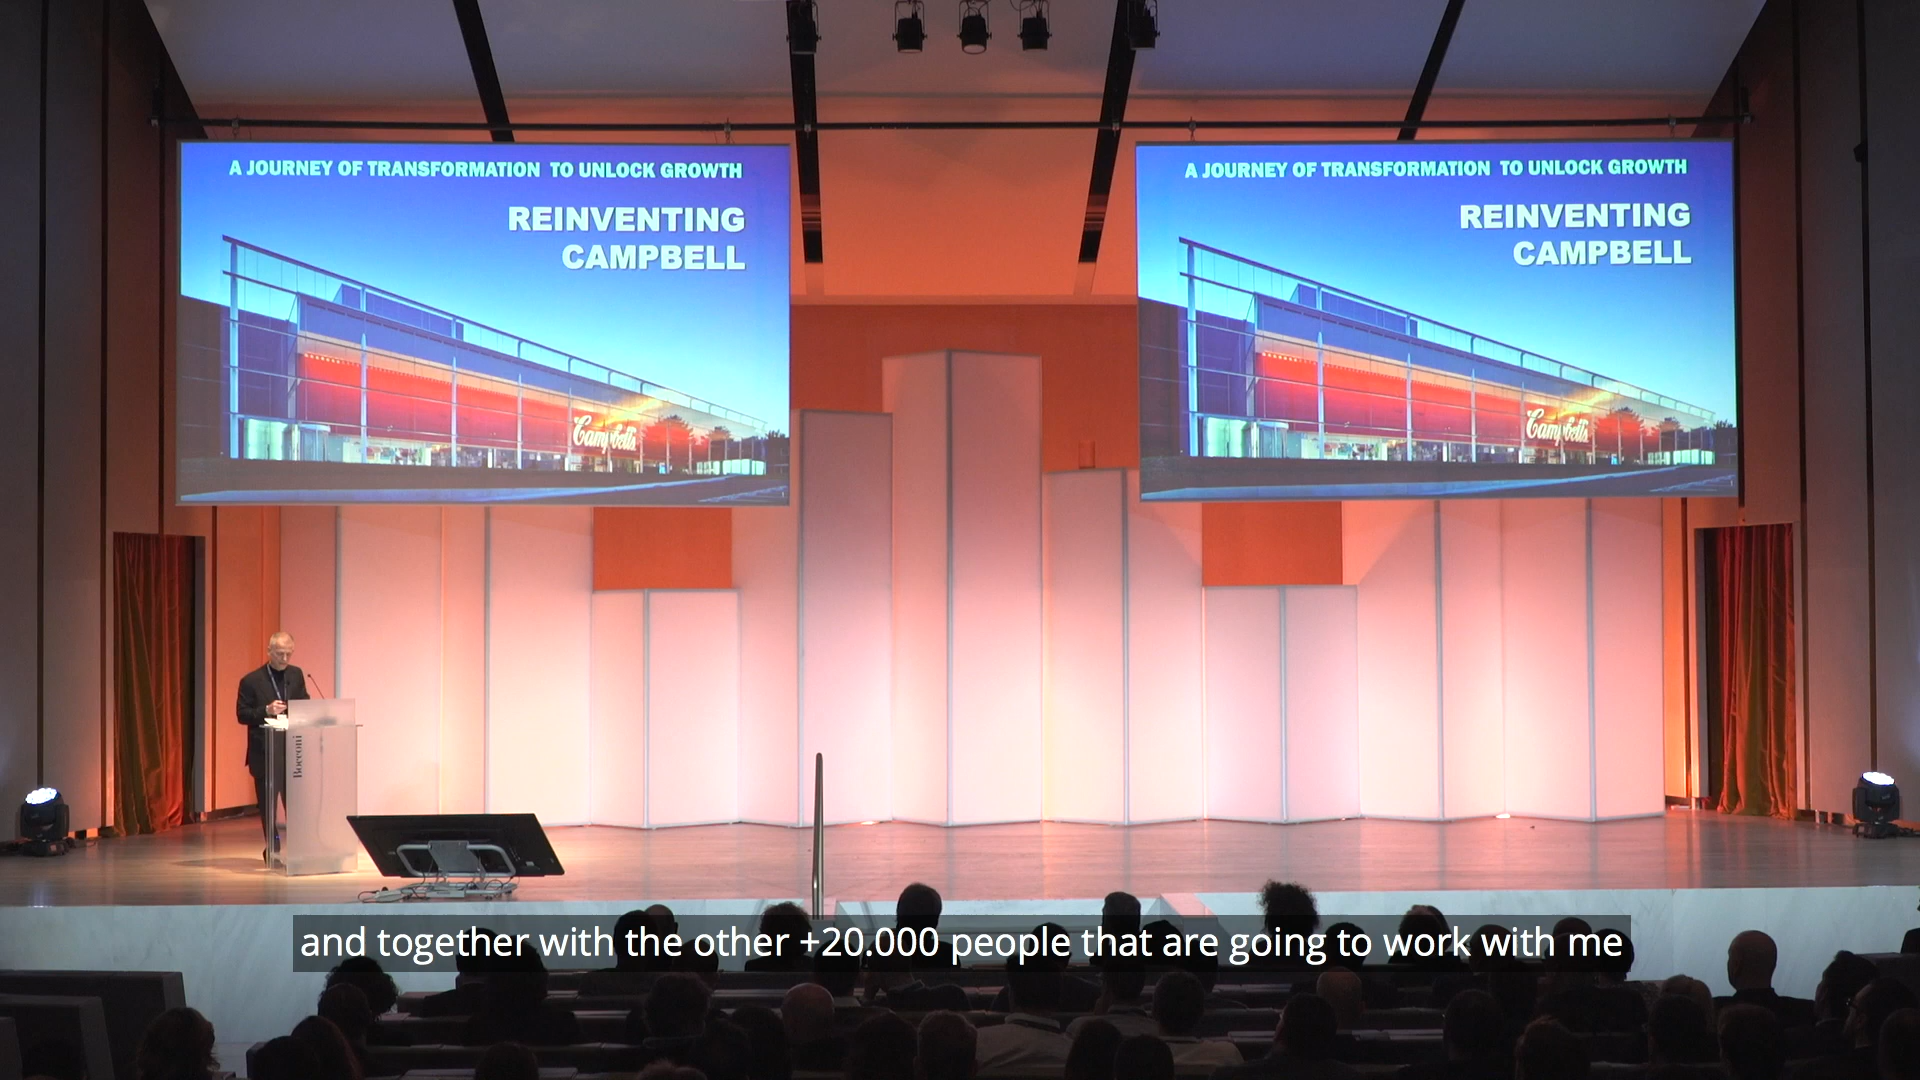 A JOURNEY OF TRANSFORMATION TO UNLOCK GROWTH
REINVENTING
CAMPBELL
Campbell's
A JOURNEY OF TRANSFORMATION TO UNLOCK GROWTH
REINVENTING
CAMPBELL
Campbell's
Bocconi
and together with the other +20.000 people that are going to work with me